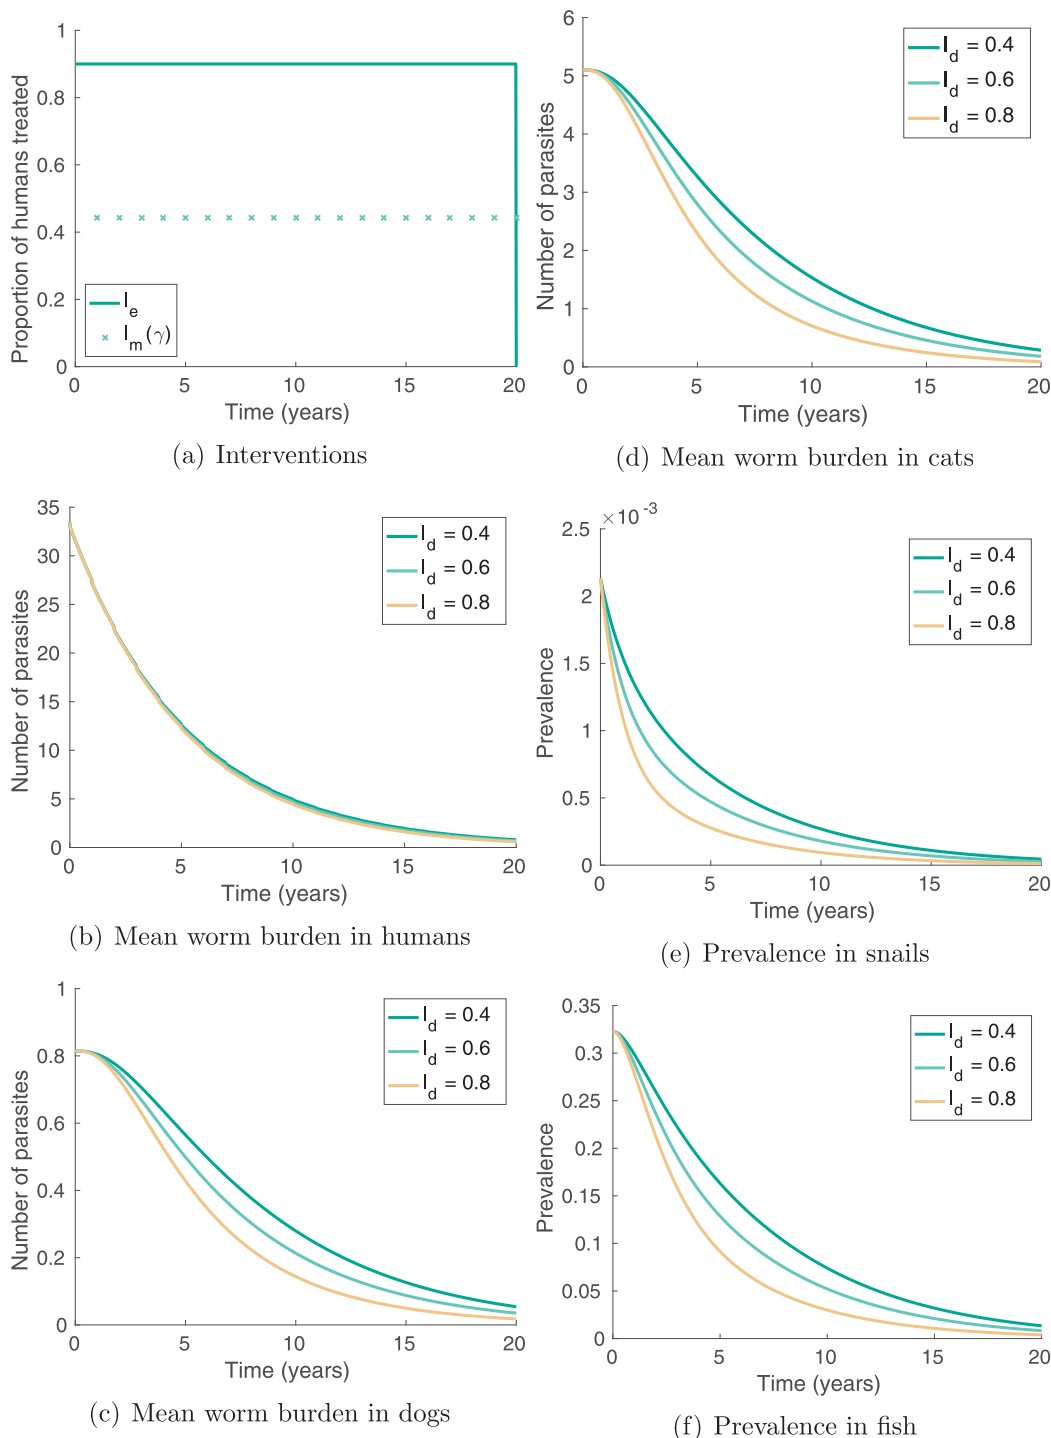 1
0.8
0.6
0.4
0.2
0
Proportion of humans treated
I_e
I_m(γ)
0 5 10 15 20
Time (years)
(a) Interventions
35
30
25
20
15
10
5
0
Number of parasites
I_d = 0.4
I_d = 0.6
I_d = 0.8
0 5 10 15 20
Time (years)
(b) Mean worm burden in humans
1
0.8
0.6
0.4
0.2
0
Number of parasites
I_d = 0.4
I_d = 0.6
I_d = 0.8
0 5 10 15 20
Time (years)
(c) Mean worm burden in dogs
6
5
4
3
2
1
0
Number of parasites
I_d = 0.4
I_d = 0.6
I_d = 0.8
0 5 10 15 20
Time (years)
(d) Mean worm burden in cats
×10⁻³
2.5
2
1.5
1
0.5
0
Prevalence
I_d = 0.4
I_d = 0.6
I_d = 0.8
0 5 10 15 20
Time (years)
(e) Prevalence in snails
0.35
0.3
0.25
0.2
0.15
0.1
0.05
0
Prevalence
I_d = 0.4
I_d = 0.6
I_d = 0.8
0 5 10 15 20
Time (years)
(f) Prevalence in fish